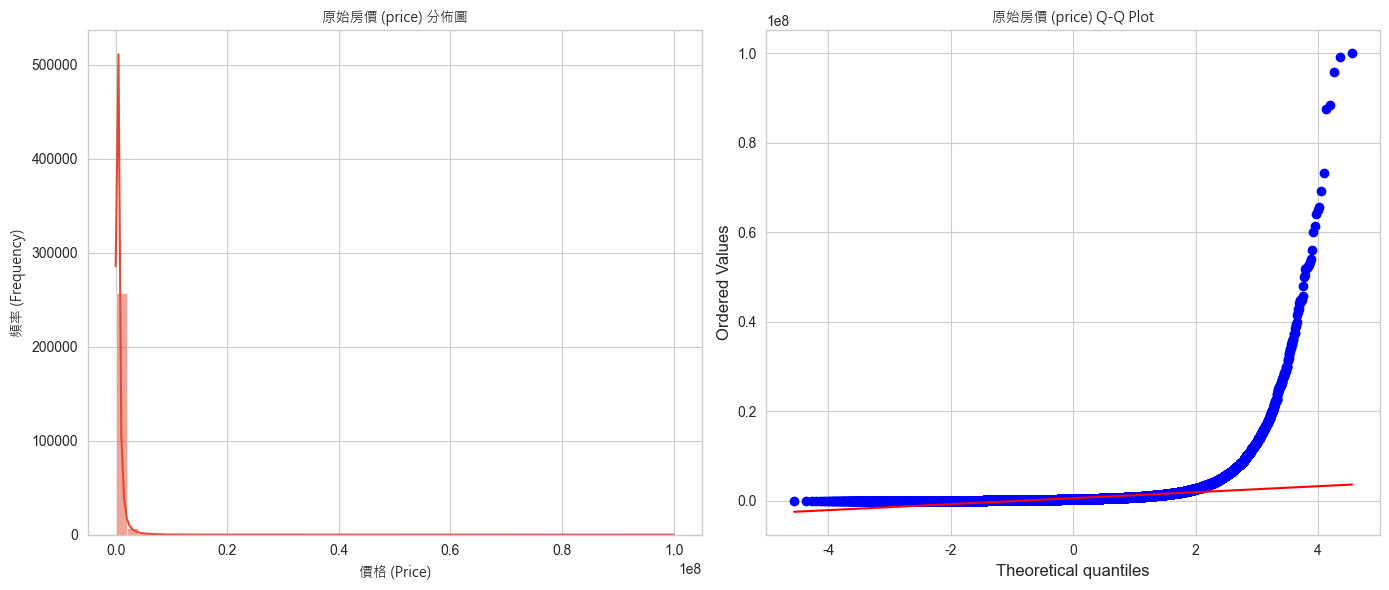 原始房價 (price) 分佈圖
500000
400000
300000
200000
100000
0
頻率 (Frequency)
0.0 0.2 0.4 0.6 0.8 1.0
1e8
價格 (Price)
原始房價 (price) Q-Q Plot
1e8
1.0
0.8
0.6
0.4
0.2
0.0
Ordered Values
-4 -2 0 2 4
Theoretical quantiles